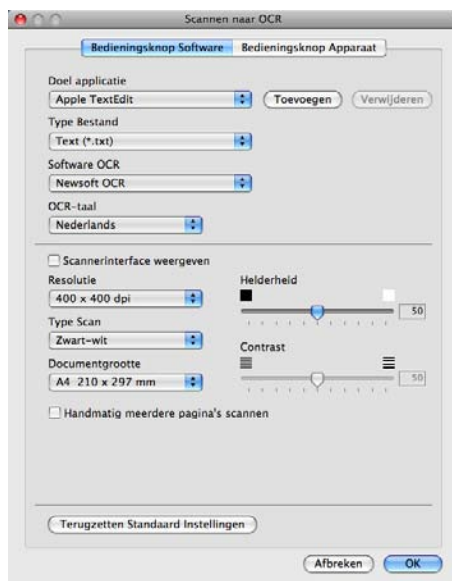 Scannen naar OCR
Bedieningsknop Software Bedieningsknop Apparaat
Doel applicatie
Apple TextEdit Toevoegen Verwijderen
Type Bestand
Text (*.txt)
Software OCR
Newsoft OCR
OCR-taal
Nederlands
Scannerinterface weergeven
Resolutie Helderheid
400 x 400 dpi 50
Type Scan
Zwart-wit
Contrast
Documentgrootte
A4 210 x 297 mm 50
Handmatig meerdere pagina's scannen
Terugzetten Standaard Instellingen
Afbreken OK